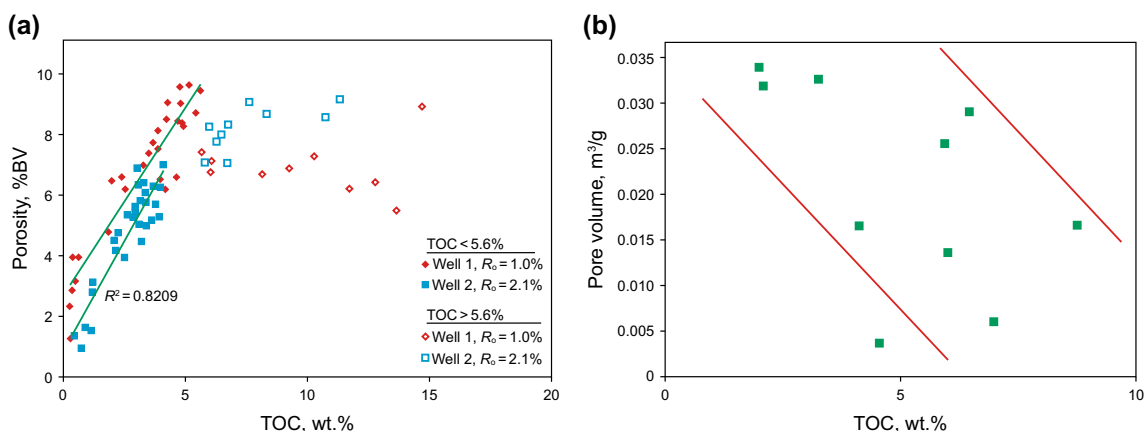 (a)
Porosity, %BV
10
8
6
4
2
0
0
5
10
15
20
TOC, wt.%
R² = 0.8209
TOC < 5.6%
Well 1, Rₒ = 1.0%
Well 2, Rₒ = 2.1%
TOC > 5.6%
Well 1, Rₒ = 1.0%
Well 2, Rₒ = 2.1%
(b)
Pore volume, m³/g
0.035
0.030
0.025
0.020
0.015
0.010
0.005
0
0
5
10
TOC, wt.%